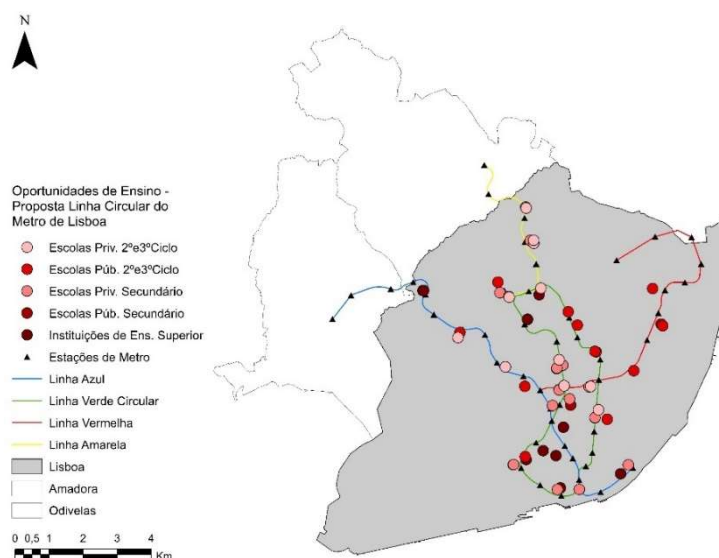 N
Oportunidades de Ensino -
Proposta Linha Circular do
Metro de Lisboa
Escolas Priv. 2ºe3ºCiclo
Escolas Púb. 2ºe3ºCiclo
Escolas Priv. Secundário
Escolas Púb. Secundário
Instituições de Ens. Superior
Estações de Metro
Linha Azul
Linha Verde Circular
Linha Vermelha
Linha Amarela
Lisboa
Amadora
Odivelas
0 0,5 1 2 3 4
Km